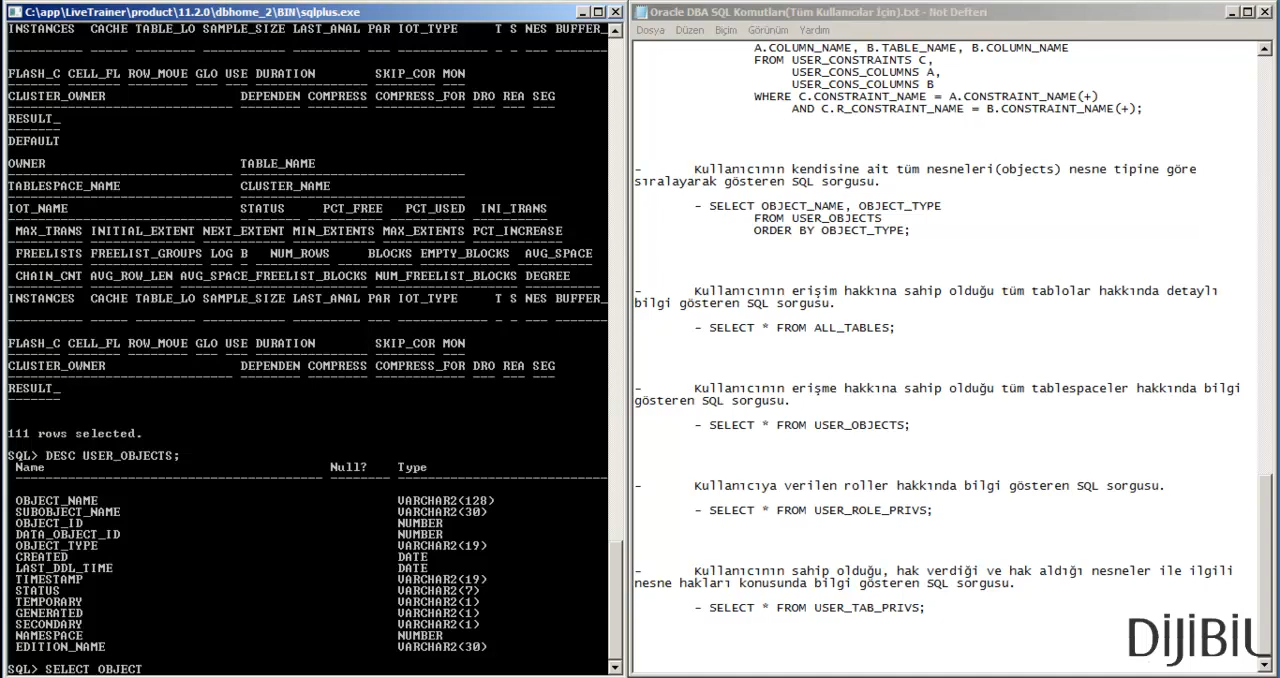 C:\app\LiveTrainer\product\11.2.0\dbhome_2\BIN\sqlplus.exe
INSTANCES  CACHE TABLE_LO SAMPLE_SIZE LAST_ANAL PAR IOT_TYPE     T S NES BUFFER_
FLASH_C CELL_FL ROW_MOVE GLO USE DURATION        SKIP_COR MON
CLUSTER_OWNER                  DEPENDEN COMPRESS COMPRESS_FOR DRO REA SEG
RESULT_
DEFAULT
OWNER                          TABLE_NAME
TABLESPACE_NAME                CLUSTER_NAME
IOT_NAME                       STATUS     PCT_FREE   PCT_USED  INI_TRANS
MAX_TRANS INITIAL_EXTENT NEXT_EXTENT MIN_EXTENTS MAX_EXTENTS PCT_INCREASE
FREELISTS FREELIST_GROUPS LOG B   NUM_ROWS     BLOCKS EMPTY_BLOCKS  AVG_SPACE
CHAIN_CNT AVG_ROW_LEN AVG_SPACE_FREELIST_BLOCKS NUM_FREELIST_BLOCKS DEGREE
INSTANCES  CACHE TABLE_LO SAMPLE_SIZE LAST_ANAL PAR IOT_TYPE     T S NES BUFFER_
FLASH_C CELL_FL ROW_MOVE GLO USE DURATION        SKIP_COR MON
CLUSTER_OWNER                  DEPENDEN COMPRESS COMPRESS_FOR DRO REA SEG
RESULT_
111 rows selected.
SQL> DESC USER_OBJECTS;
Name                                      Null?    Type
OBJECT_NAME                                        VARCHAR2(128)
SUBOBJECT_NAME                                     VARCHAR2(30)
OBJECT_ID                                          NUMBER
DATA_OBJECT_ID                                     NUMBER
OBJECT_TYPE                                        VARCHAR2(19)
CREATED                                            DATE
LAST_DDL_TIME                                      DATE
TIMESTAMP                                          VARCHAR2(19)
STATUS                                             VARCHAR2(7)
TEMPORARY                                          VARCHAR2(1)
GENERATED                                          VARCHAR2(1)
SECONDARY                                          VARCHAR2(1)
NAMESPACE                                          NUMBER
EDITION_NAME                                       VARCHAR2(30)
SQL> SELECT OBJECT
Oracle DBA SQL Komutları(Tüm Kullanıcılar İçin).txt - Not Defteri
Dosya Düzen Biçim Görünüm Yardım
A.COLUMN_NAME, B.TABLE_NAME, B.COLUMN_NAME
FROM USER_CONSTRAINTS C,
USER_CONS_COLUMNS A,
USER_CONS_COLUMNS B
WHERE C.CONSTRAINT_NAME = A.CONSTRAINT_NAME(+)
AND C.R_CONSTRAINT_NAME = B.CONSTRAINT_NAME(+);
- Kullanıcının kendisine ait tüm nesneleri(objects) nesne tipine göre
sıralayarak gösteren SQL sorgusu.
- SELECT OBJECT_NAME, OBJECT_TYPE
FROM USER_OBJECTS
ORDER BY OBJECT_TYPE;
- Kullanıcının erişim hakkına sahip olduğu tüm tablolar hakkında detaylı
bilgi gösteren SQL sorgusu.
- SELECT * FROM ALL_TABLES;
- Kullanıcının erişme hakkına sahip olduğu tüm tablespaceler hakkında bilgi
gösteren SQL sorgusu.
- SELECT * FROM USER_OBJECTS;
- Kullanıcıya verilen roller hakkında bilgi gösteren SQL sorgusu.
- SELECT * FROM USER_ROLE_PRIVS;
- Kullanıcının sahip olduğu, hak verdiği ve hak aldığı nesneler ile ilgili
nesne hakları konusunda bilgi gösteren SQL sorgusu.
- SELECT * FROM USER_TAB_PRIVS;
DİJİBİL